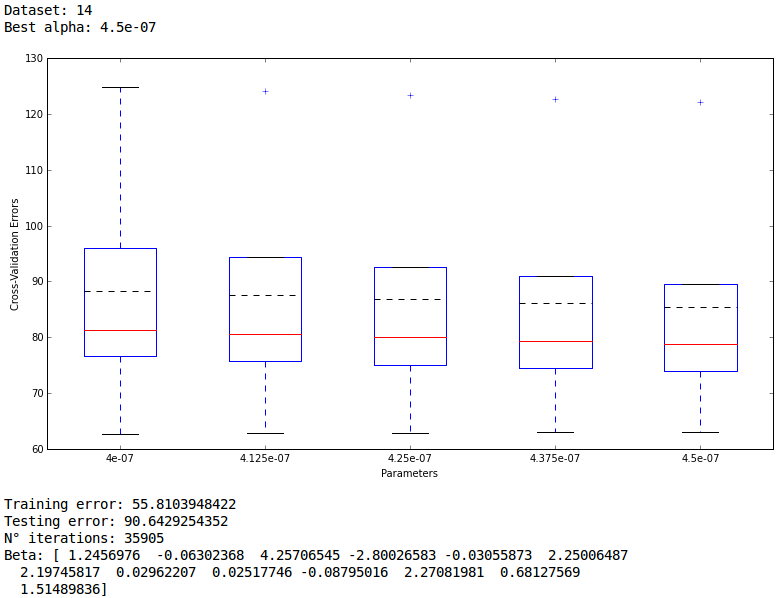 Dataset: 14
Best alpha: 4.5e-07
130
120
110
100
90
80
70
60
Cross-Validation Errors
4e-07 4.125e-07 4.25e-07 4.375e-07 4.5e-07
Parameters
Training error: 55.8103948422
Testing error: 90.6429254352
N° iterations: 35905
Beta: [ 1.2456976 -0.06302368 4.25706545 -2.80026583 -0.03055873 2.25006487
2.19745817 0.02962207 0.02517746 -0.08795016 2.27081981 0.68127569
1.51489836]